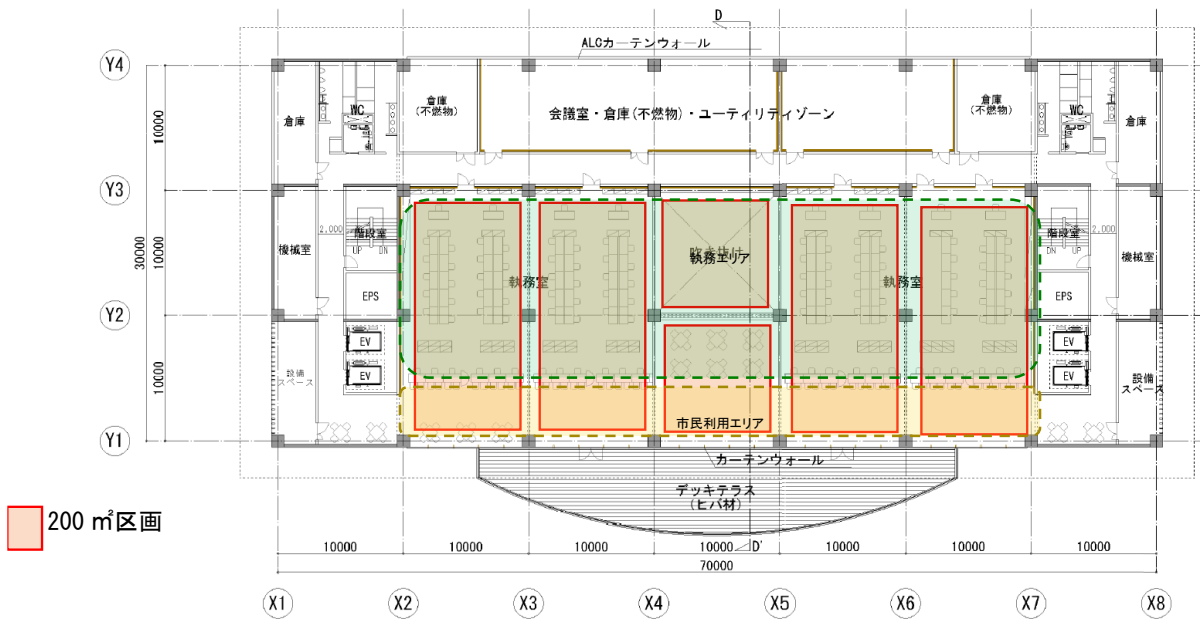 D
ALCカーテンウォール
Y4
倉庫
WC
倉庫
(不燃物)
会議室・倉庫(不燃物)・ユーティリティゾーン
倉庫
(不燃物)
WC
倉庫
10000
Y3
機械室
2,000
階段室
UP DN
EPS
執務室
吹き抜け
執務エリア
執務室
2,000
階段室
DN UP
EPS
機械室
30000
10000
Y2
設備
スペース
EV
EV
EV
EV
設備
スペース
10000
市民利用エリア
Y1
カーテンウォール
デッキテラス
(ヒバ材)
200 ㎡区画
10000 10000 10000 10000 10000 10000 10000
D'
70000
X1 X2 X3 X4 X5 X6 X7 X8